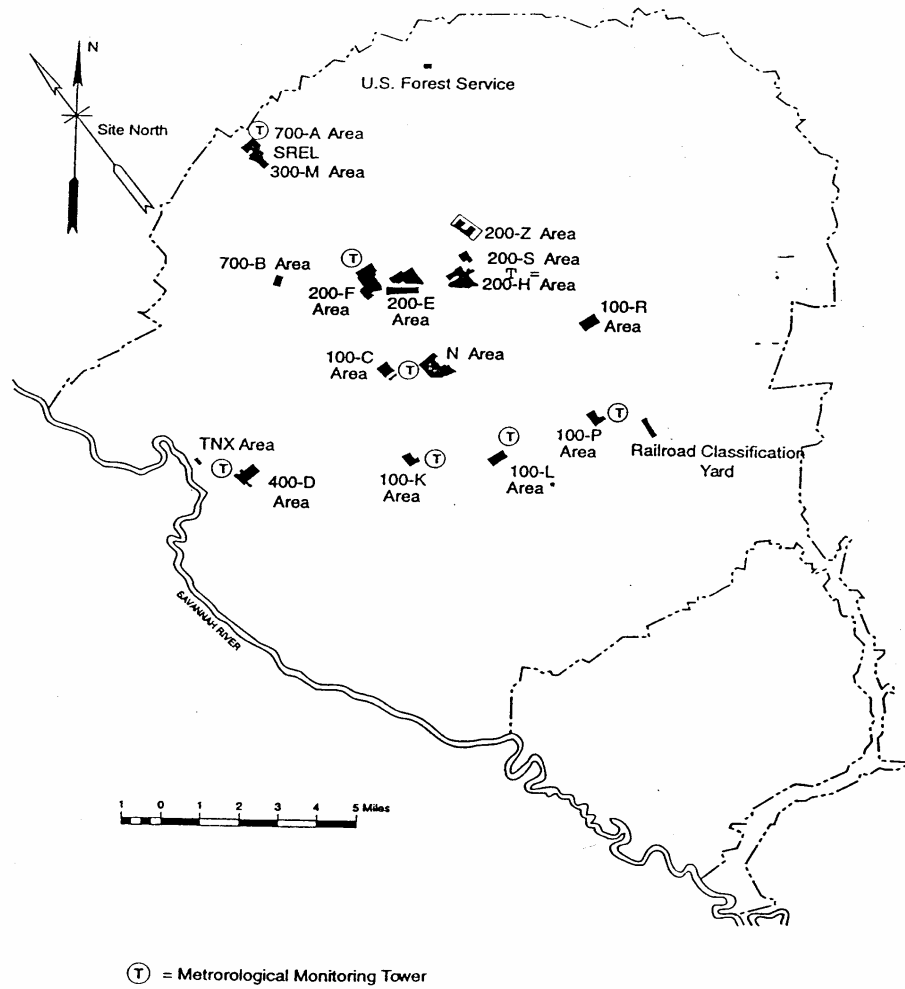 N
Site North
U.S. Forest Service
T
700-A Area
SREL
300-M Area
200-Z Area
200-S Area
T =
200-H Area
700-B Area
T
200-F
Area
200-E
Area
100-R
Area
100-C
Area
T
N Area
TNX Area
T
400-D
Area
100-K
Area
T
T
100-L
Area
100-P
Area
T
Railroad Classification
Yard
SAVANNAH RIVER
1 0 1 2 3 4 5 Miles
T = Metrorological Monitoring Tower